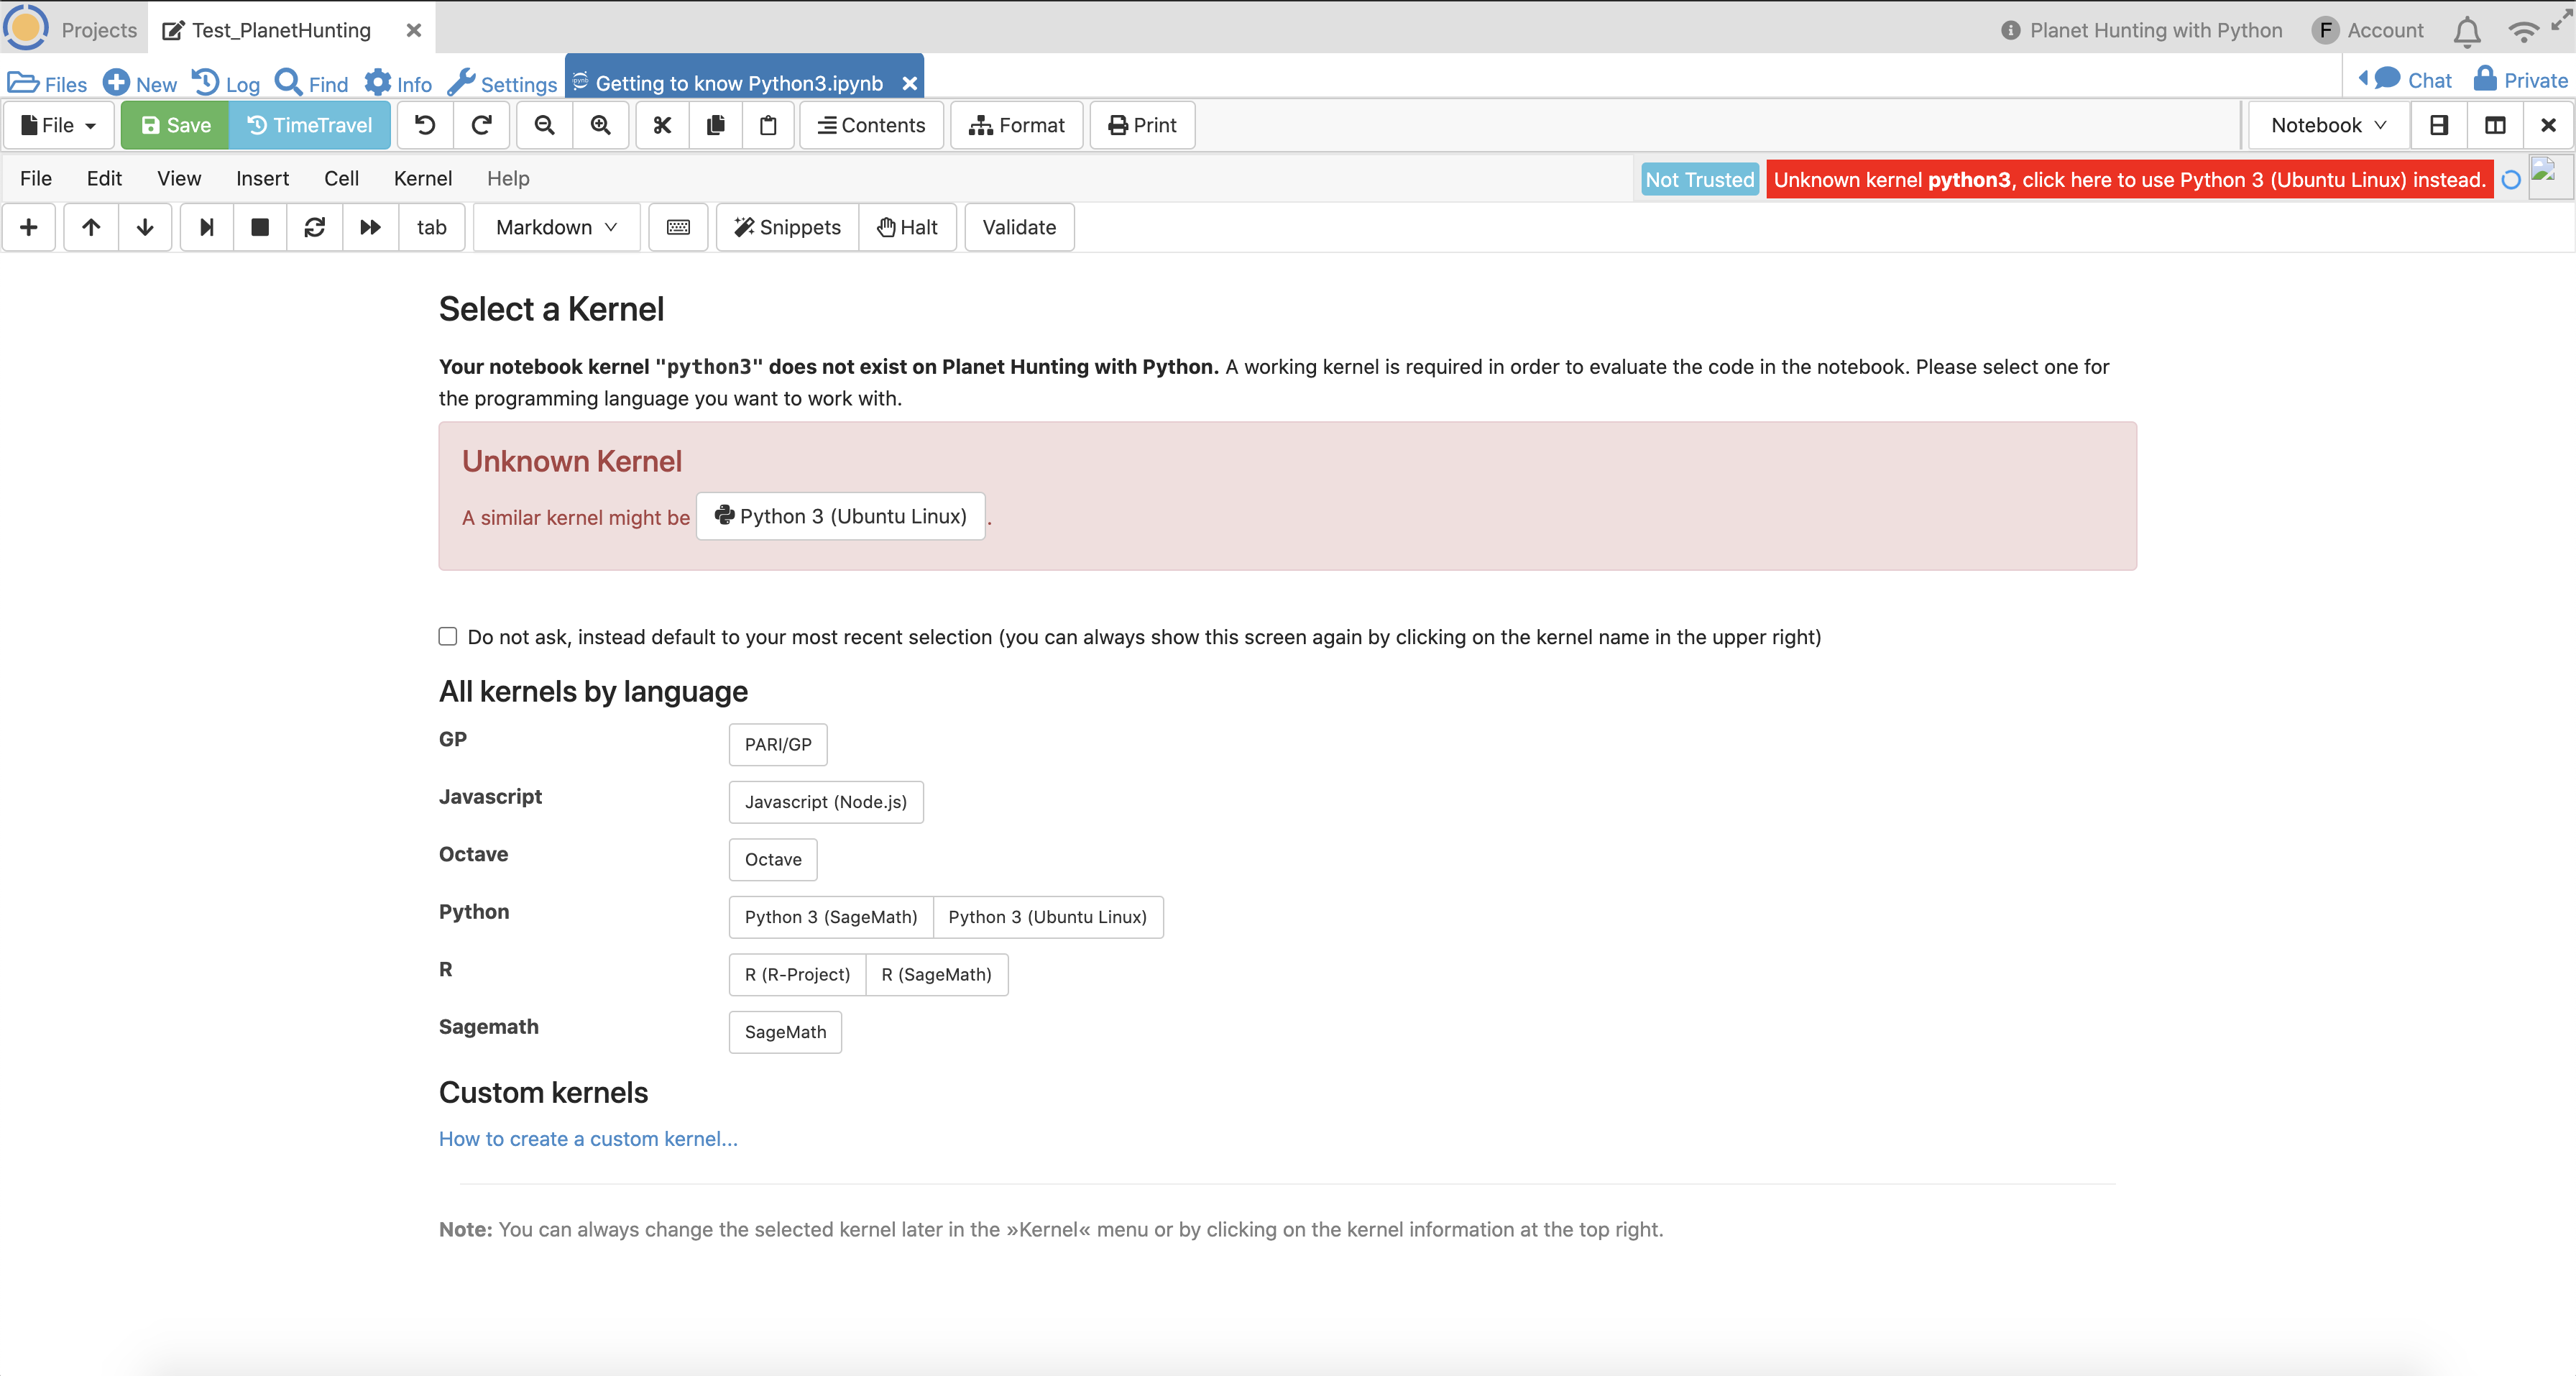 Projects Test_PlanetHunting Planet Hunting with Python F Account
Files New Log Find Info Settings Getting to know Python3.ipynb Chat Private
File Save TimeTravel Contents Format Print Notebook
File Edit View Insert Cell Kernel Help Not Trusted Unknown kernel python3, click here to use Python 3 (Ubuntu Linux) instead.
tab Markdown Snippets Halt Validate
Select a Kernel
Your notebook kernel "python3" does not exist on Planet Hunting with Python. A working kernel is required in order to evaluate the code in the notebook. Please select one for
the programming language you want to work with.
Unknown Kernel
A similar kernel might be Python 3 (Ubuntu Linux) .
Do not ask, instead default to your most recent selection (you can always show this screen again by clicking on the kernel name in the upper right)
All kernels by language
GP PARI/GP
Javascript Javascript (Node.js)
Octave Octave
Python Python 3 (SageMath) Python 3 (Ubuntu Linux)
R R (R-Project) R (SageMath)
Sagemath SageMath
Custom kernels
How to create a custom kernel...
Note: You can always change the selected kernel later in the »Kernel« menu or by clicking on the kernel information at the top right.